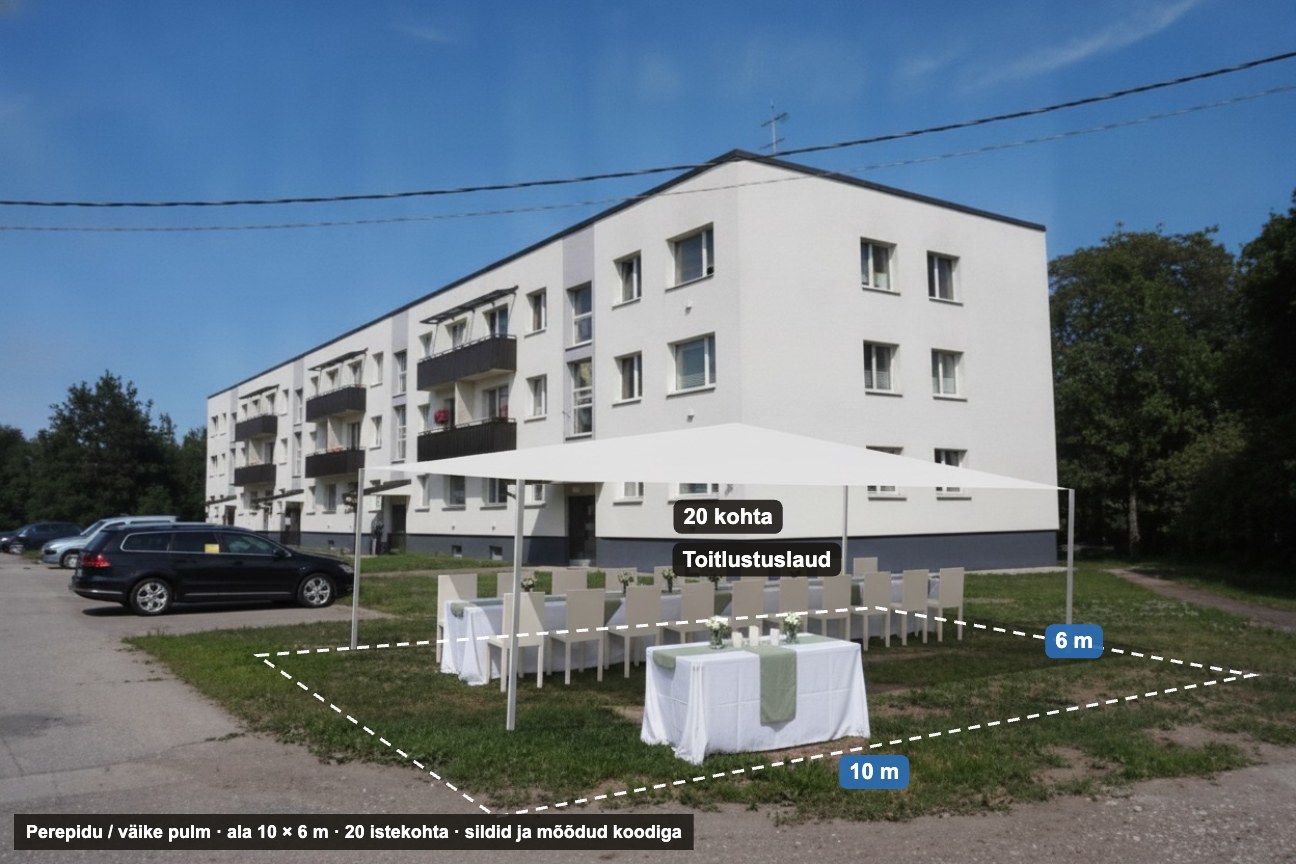 20 kohta
Toitlustuslaud
6 m
10 m
Perepidu / väike pulm · ala 10 × 6 m · 20 istekohta · sildid ja mõõdud koodiga